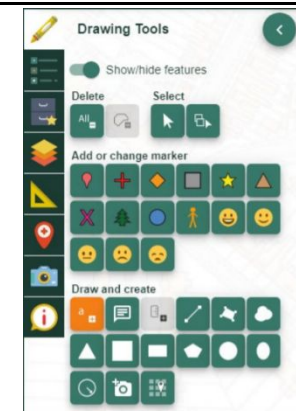 Drawing Tools
Show/hide features
Delete Select
All
Add or change marker
Draw and create
a